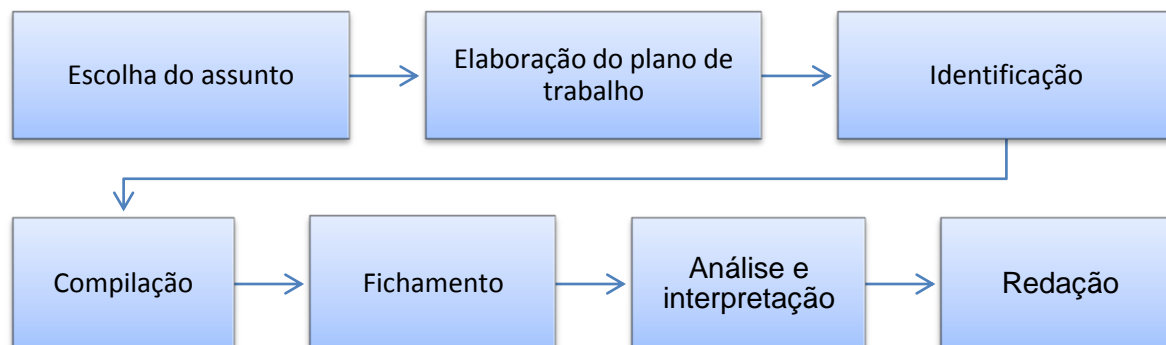 Escolha do assunto
Elaboração do plano de
trabalho
Identificação
Compilação
Fichamento
Análise e
interpretação
Redação